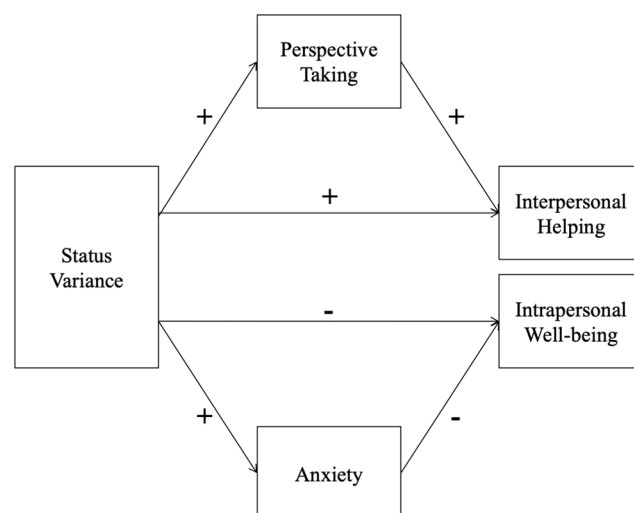 Perspective
Taking
+
+
+
Interpersonal
Helping
Status
Variance
-
Intrapersonal
Well-being
+
-
Anxiety